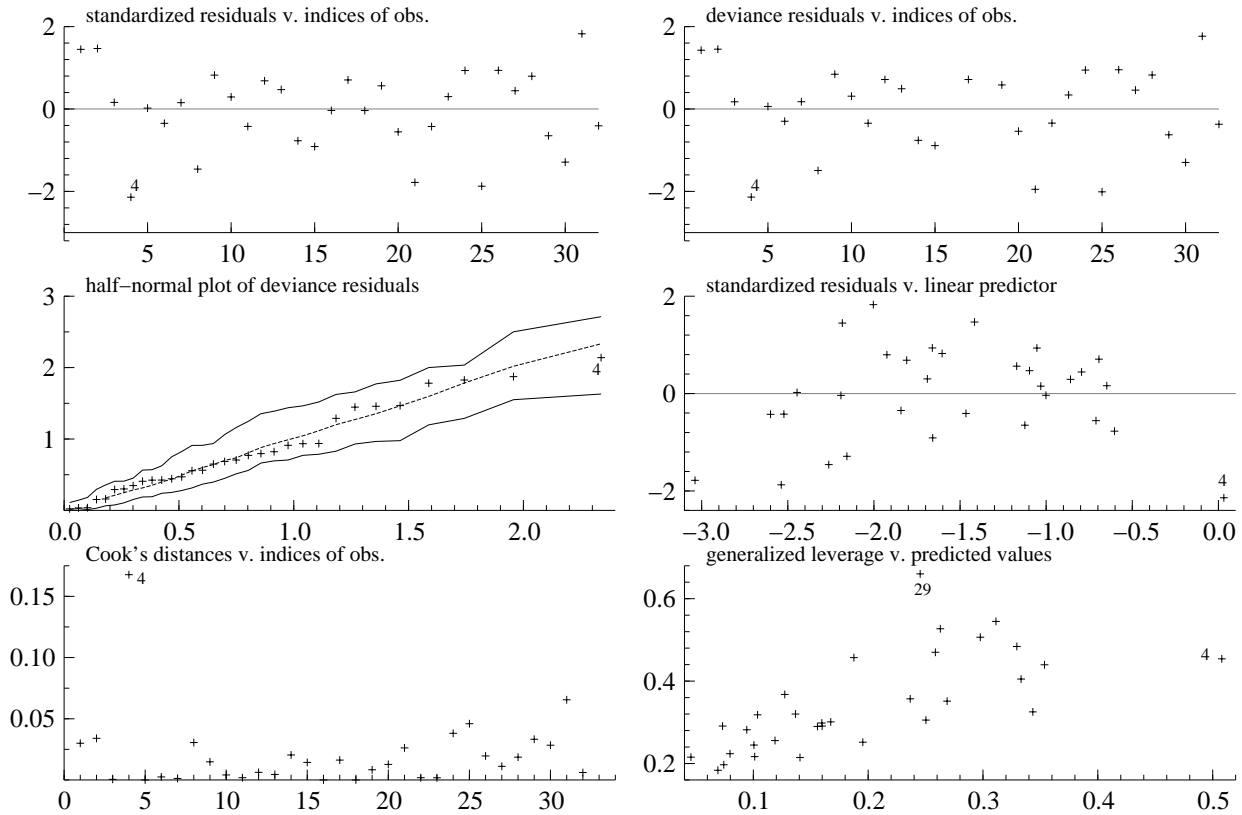 standardized residuals v. indices of obs.
2
0
−2
4
5 10 15 20 25 30
deviance residuals v. indices of obs.
2
0
−2
4
5 10 15 20 25 30
half−normal plot of deviance residuals
3
2
1
4
0.0 0.5 1.0 1.5 2.0
standardized residuals v. linear predictor
2
0
−2
4
−3.0 −2.5 −2.0 −1.5 −1.0 −0.5 0.0
Cook's distances v. indices of obs.
4
0.15
0.10
0.05
0 5 10 15 20 25 30
generalized leverage v. predicted values
29
0.6
4
0.4
0.2
0.1 0.2 0.3 0.4 0.5